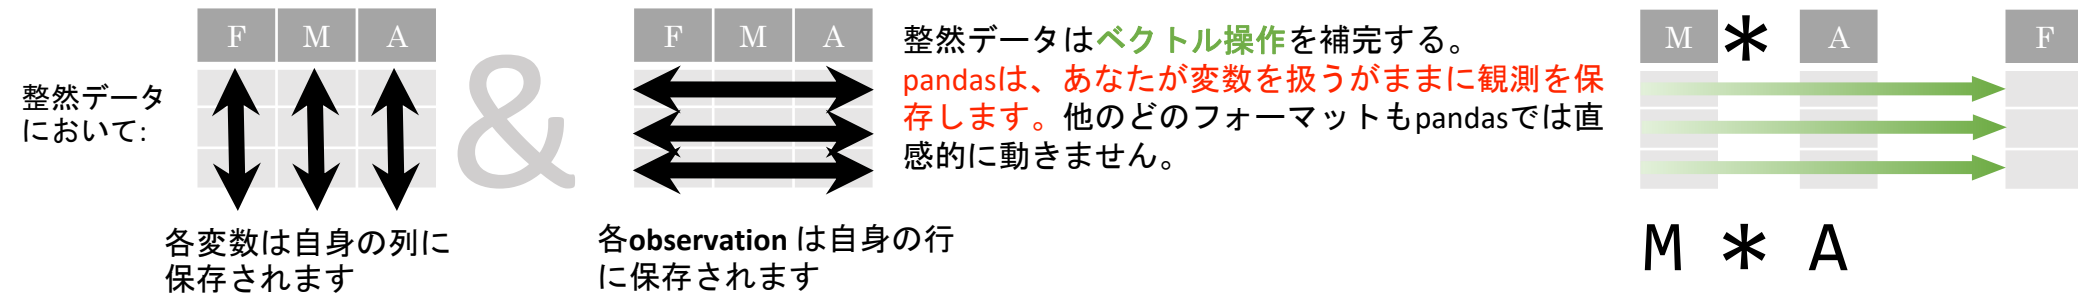 整然データ
において:
F M A
各変数は自身の列に
保存されます
&
F M A
各observation は自身の行
に保存されます
整然データはベクトル操作を補完する。
pandasは、あなたが変数を扱うがままに観測を保
存します。他のどのフォーマットもpandasでは直
感的に動きません。
M * A F
M * A